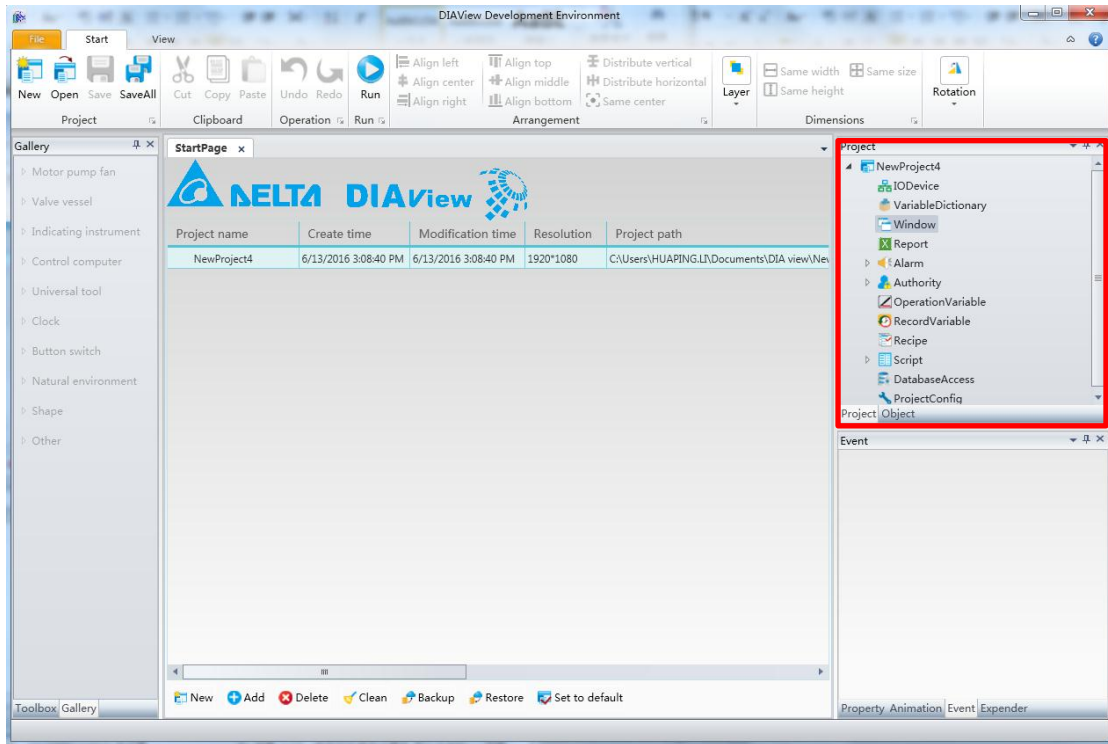 DIAView Development Environment
File Start View
New Open Save SaveAll
Project
Cut Copy Paste
Clipboard
Undo Redo
Operation
Run
Run
Align left Align top Distribute vertical
Align center Align middle Distribute horizontal
Align right Align bottom Same center
Arrangement
Layer
Same width Same size
Same height
Dimensions
Rotation
Gallery
Motor pump fan
Valve vessel
Indicating instrument
Control computer
Universal tool
Clock
Button switch
Natural environment
Shape
Other
Toolbox Gallery
StartPage x
DELTA DIAView
Project name Create time Modification time Resolution Project path
NewProject4 6/13/2016 3:08:40 PM 6/13/2016 3:08:40 PM 1920*1080 C:\Users\HUAPING.LI\Documents\DIA view\Nev
New Add Delete Clean Backup Restore Set to default
Project
NewProject4
IODevice
VariableDictionary
Window
Report
Alarm
Authority
OperationVariable
RecordVariable
Recipe
Script
DatabaseAccess
ProjectConfig
Project Object
Event
Property Animation Event Expender